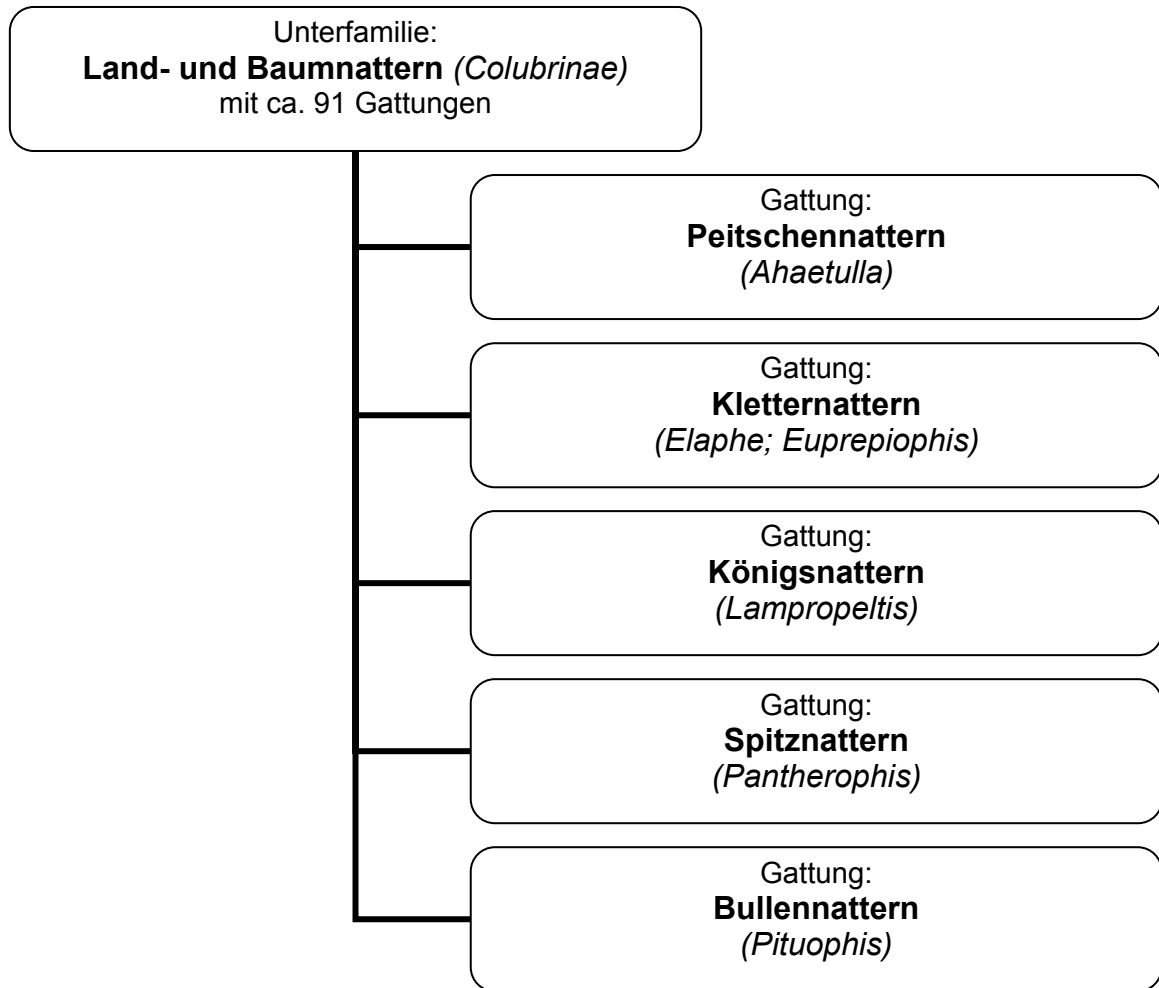 Unterfamilie:
Land- und Baumnattern (Colubrinae)
mit ca. 91 Gattungen
Gattung:
Peitschennattern
(Ahaetulla)
Gattung:
Kletternattern
(Elaphe; Euprepiophis)
Gattung:
Königsnattern
(Lampropeltis)
Gattung:
Spitznattern
(Pantherophis)
Gattung:
Bullennattern
(Pituophis)